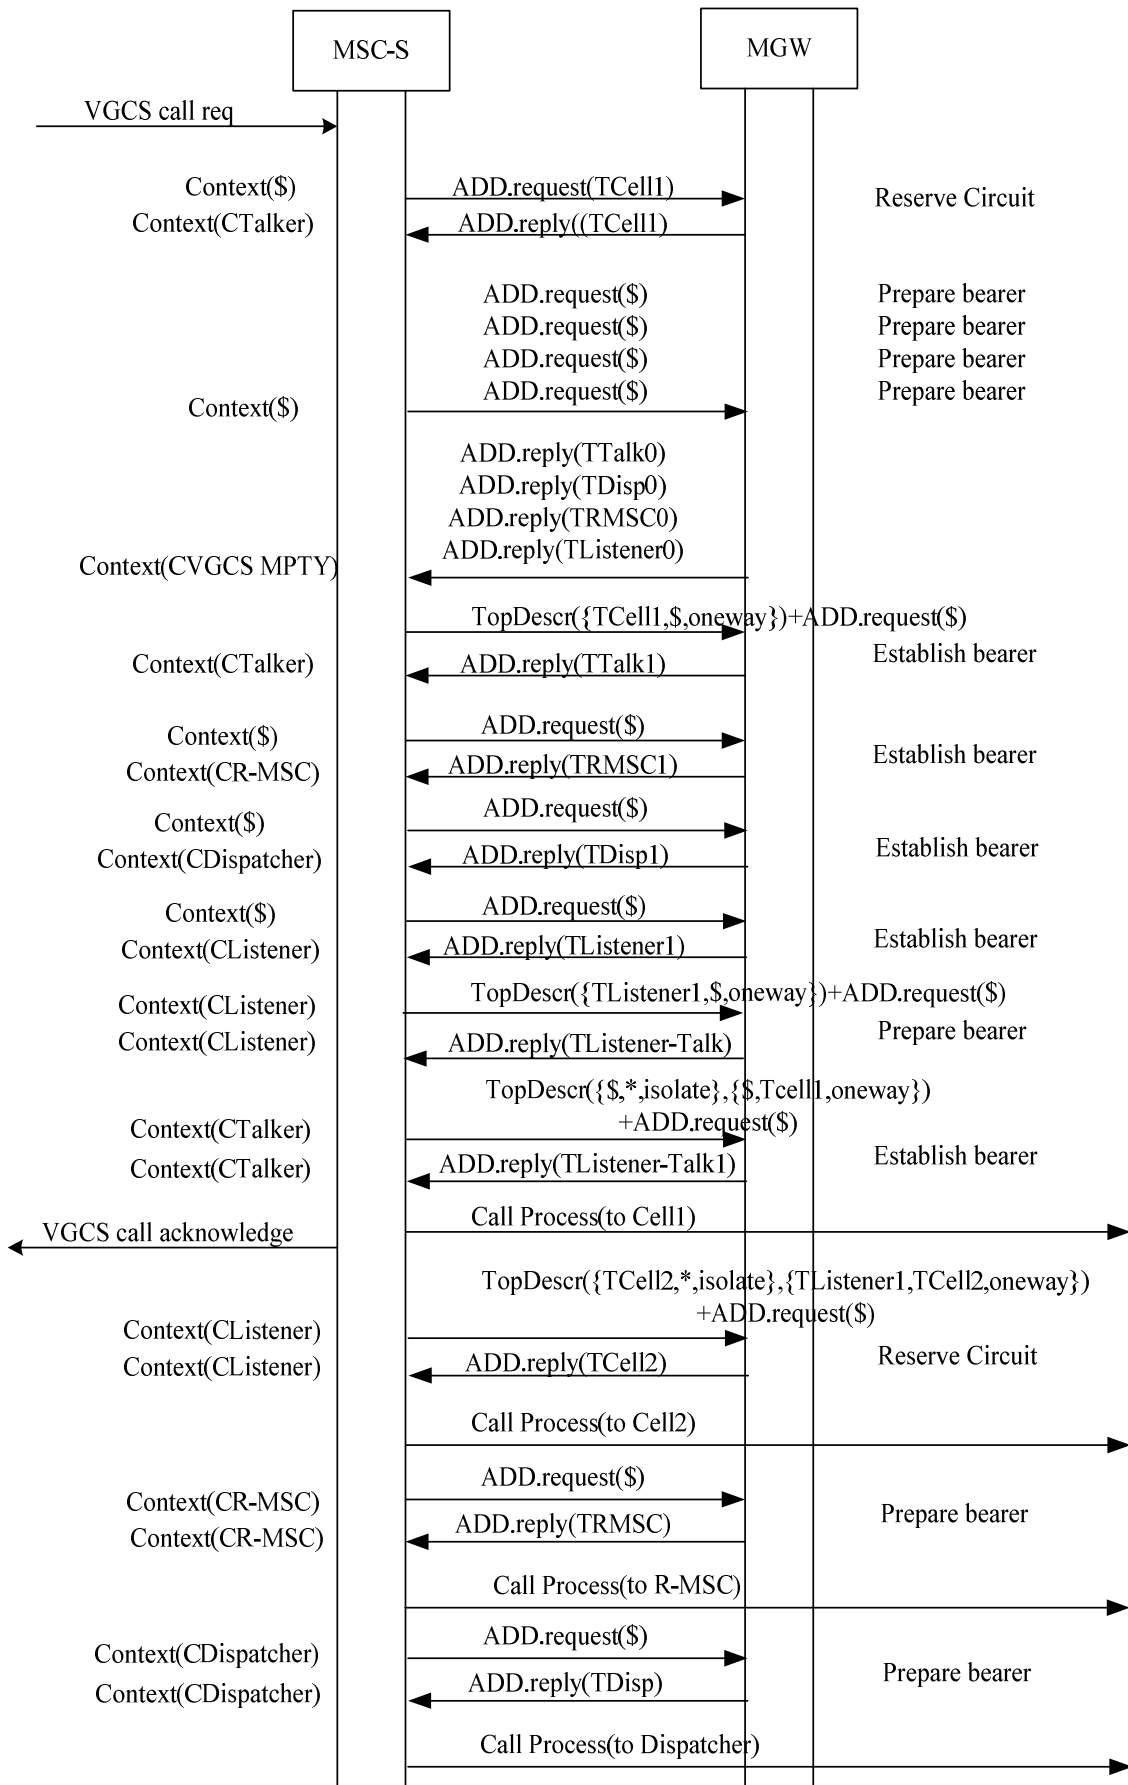 MSC-S
MGW
VGCS call req
Context($)
ADD.request(TCell1)
Reserve Circuit
Context(CTalker)
ADD.reply((TCell1)
ADD.request($)
Prepare bearer
ADD.request($)
Prepare bearer
ADD.request($)
Prepare bearer
ADD.request($)
Prepare bearer
Context($)
ADD.reply(TTalk0)
ADD.reply(TDisp0)
ADD.reply(TRMSC0)
ADD.reply(TListener0)
Context(CVGCS MPTY)
TopDescr({TCell1,$,oneway})+ADD.request($)
Establish bearer
Context(CTalker)
ADD.reply(TTalk1)
ADD.request($)
Context($)
Establish bearer
Context(CR-MSC)
ADD.reply(TRMSC1)
ADD.request($)
Context($)
Establish bearer
Context(CDispatcher)
ADD.reply(TDisp1)
ADD.request($)
Context($)
Establish bearer
Context(CListener)
ADD.reply(TListener1)
TopDescr({TListener1,$,oneway})+ADD.request($)
Context(CListener)
Prepare bearer
Context(CListener)
ADD.reply(TListener-Talk)
TopDescr({$,*,isolate},{$,Tcell1,oneway})
+ADD.request($)
Context(CTalker)
Establish bearer
Context(CTalker)
ADD.reply(TListener-Talk1)
Call Process(to Cell1)
VGCS call acknowledge
TopDescr({TCell2,*,isolate},{TListener1,TCell2,oneway})
+ADD.request($)
Context(CListener)
Reserve Circuit
Context(CListener)
ADD.reply(TCell2)
Call Process(to Cell2)
ADD.request($)
Context(CR-MSC)
Prepare bearer
ADD.reply(TRMSC)
Context(CR-MSC)
Call Process(to R-MSC)
ADD.request($)
Context(CDispatcher)
Prepare bearer
ADD.reply(TDisp)
Context(CDispatcher)
Call Process(to Dispatcher)